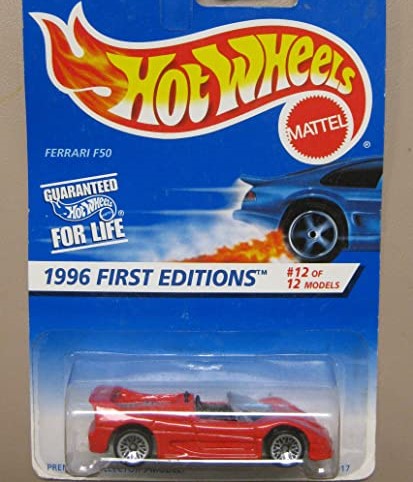 HOT WHEELS
MATTEL
®
FERRARI F50
GUARANTEED
Hot Wheels ®
FOR LIFE
1996 FIRST EDITIONS™
#12 OF
12 MODELS